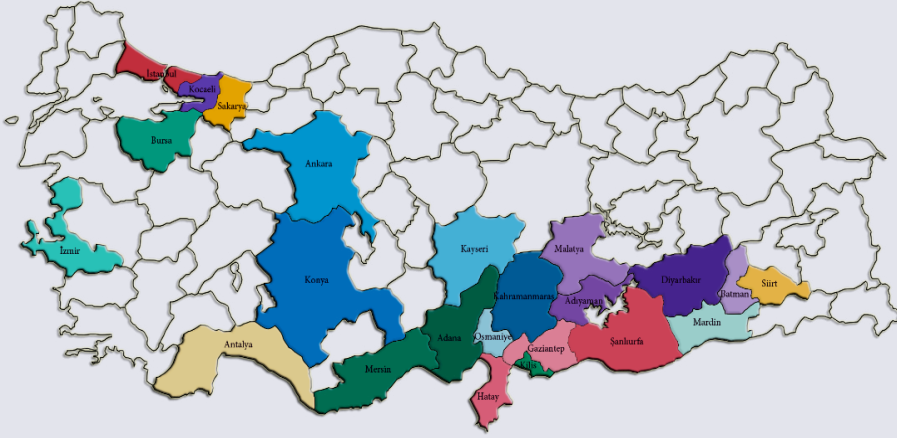 İstanbul
Kocaeli
Sakarya
Bursa
Ankara
İzmir
Kayseri
Malatya
Konya
Diyarbakır
Siirt
Batman
Kahramanmaraş
Adıyaman
Mardin
Antalya
Adana
Osmaniye
Şanlıurfa
Gaziantep
Mersin
Kilis
Hatay